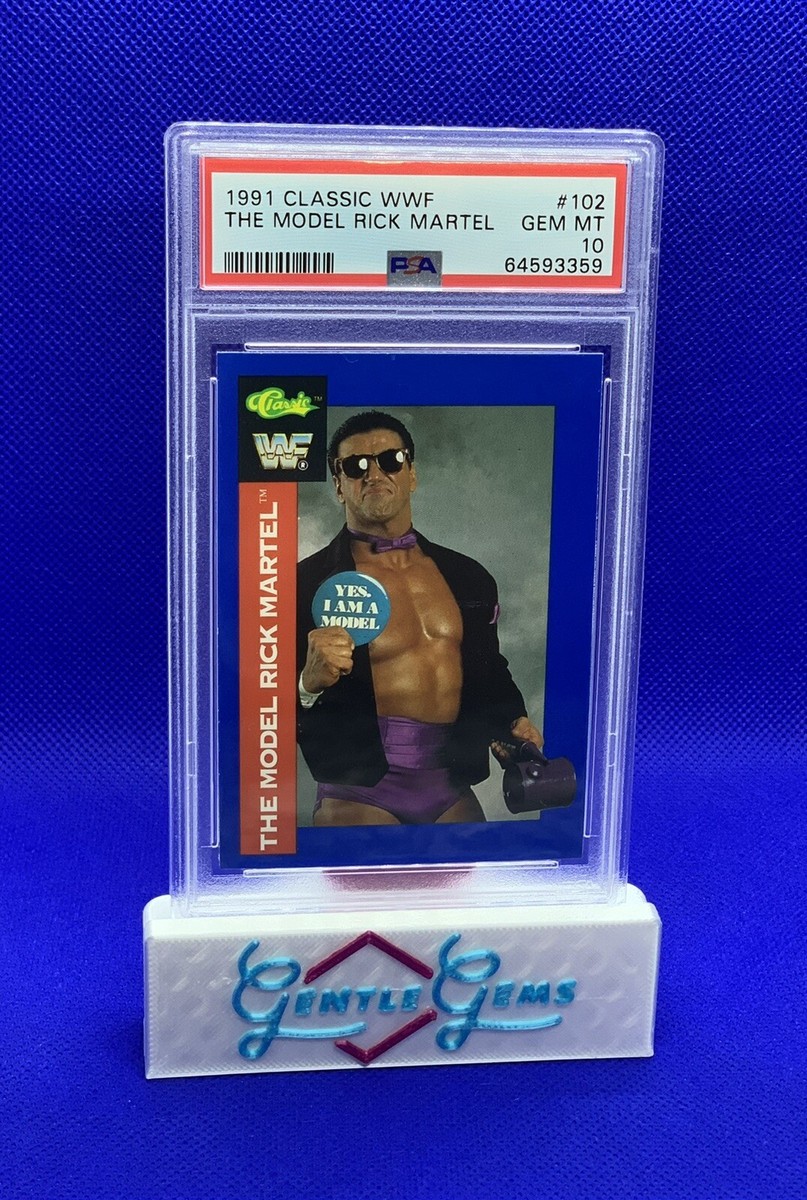 1991 CLASSIC WWF #102
THE MODEL RICK MARTEL GEM MT
10
PSA 64593359
Classic™
WF®
THE MODEL RICK MARTEL™
YES.
I AM A
MODEL
GENTLE GEMS